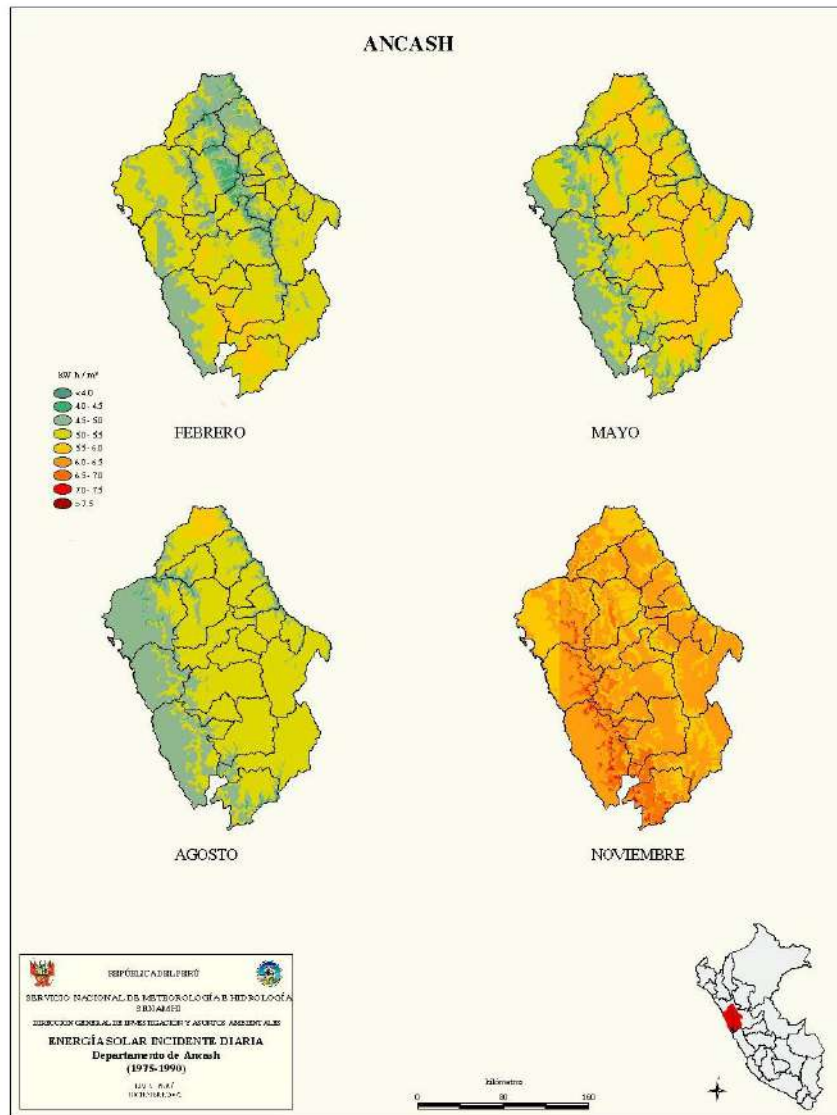 ANCASH
kW h / m²
<4.0
4.0- 4.5
4.5- 5.0
5.0- 5.5
5.5- 6.0
6.0- 6.5
6.5- 7.0
7.0- 7.5
>7.5
FEBRERO
MAYO
AGOSTO
NOVIEMBRE
REPÚBLICA DEL PERÚ
SERVICIO NACIONAL DE METEOROLOGÍA E HIDROLOGÍA
SENAMHI
DIRECCION GENERAL DE INVESTIGACION Y ASUNTOS AMBIENTALES
ENERGÍA SOLAR INCIDENTE DIARIA
Departamento de Ancash
(1975-1990)
kilómetros
0 80 160